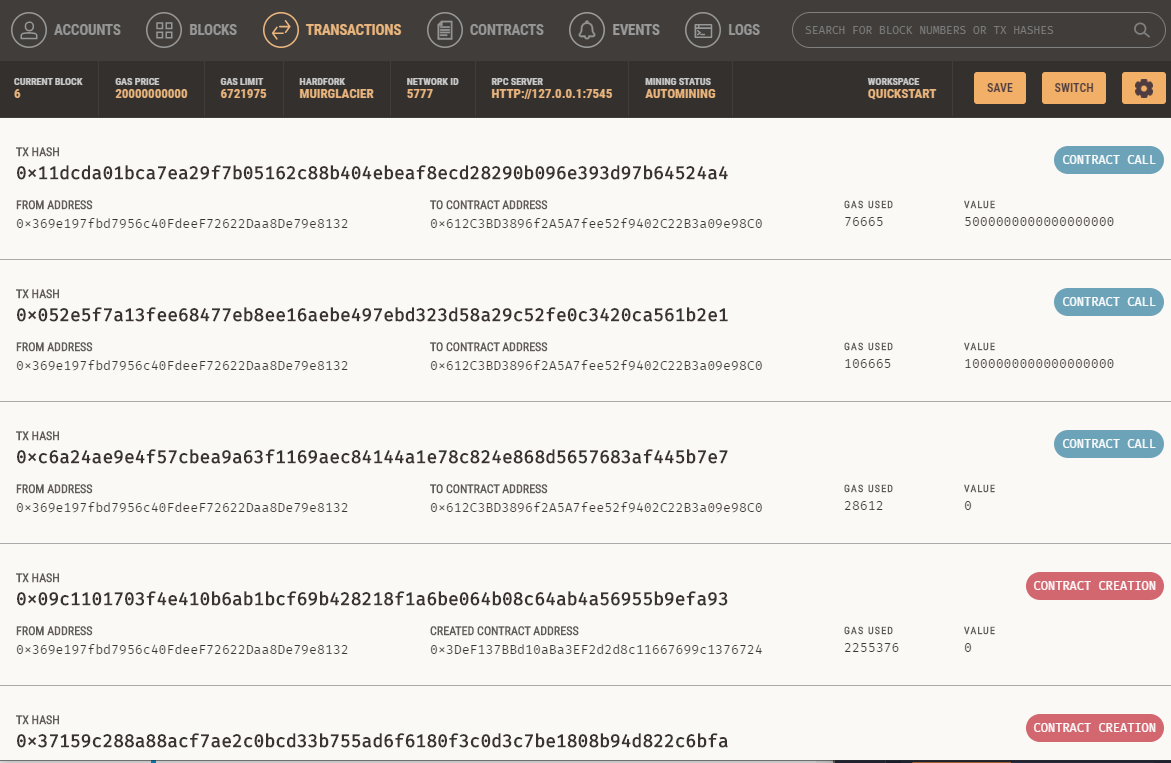 ACCOUNTS BLOCKS TRANSACTIONS CONTRACTS EVENTS LOGS SEARCH FOR BLOCK NUMBERS OR TX HASHES
CURRENT BLOCK GAS PRICE GAS LIMIT HARDFORK NETWORK ID RPC SERVER MINING STATUS WORKSPACE
6 20000000000 6721975 MUIRGLACIER 5777 HTTP://127.0.0.1:7545 AUTOMINING QUICKSTART SAVE SWITCH
TX HASH
0×11dcda01bca7ea29f7b05162c88b404ebeaf8ecd28290b096e393d97b64524a4 CONTRACT CALL
FROM ADDRESS TO CONTRACT ADDRESS GAS USED VALUE
0×369e197fbd7956c40FdeeF72622Daa8De79e8132 0×612C3BD3896f2A5A7fee52f9402C22B3a09e98C0 76665 5000000000000000000
TX HASH
0×052e5f7a13fee68477eb8ee16aebe497ebd323d58a29c52fe0c3420ca561b2e1 CONTRACT CALL
FROM ADDRESS TO CONTRACT ADDRESS GAS USED VALUE
0×369e197fbd7956c40FdeeF72622Daa8De79e8132 0×612C3BD3896f2A5A7fee52f9402C22B3a09e98C0 106665 1000000000000000000
TX HASH
0×c6a24ae9e4f57cbea9a63f1169aec84144a1e78c824e868d5657683af445b7e7 CONTRACT CALL
FROM ADDRESS TO CONTRACT ADDRESS GAS USED VALUE
0×369e197fbd7956c40FdeeF72622Daa8De79e8132 0×612C3BD3896f2A5A7fee52f9402C22B3a09e98C0 28612 0
TX HASH
0×09c1101703f4e410b6ab1bcf69b428218f1a6be064b08c64ab4a56955b9efa93 CONTRACT CREATION
FROM ADDRESS CREATED CONTRACT ADDRESS GAS USED VALUE
0×369e197fbd7956c40FdeeF72622Daa8De79e8132 0×3DeF137BBd10aBa3EF2d2d8c11667699c1376724 2255376 0
TX HASH
0×37159c288a88acf7ae2c0bcd33b755ad6f6180f3c0d3c7be1808b94d822c6bfa CONTRACT CREATION